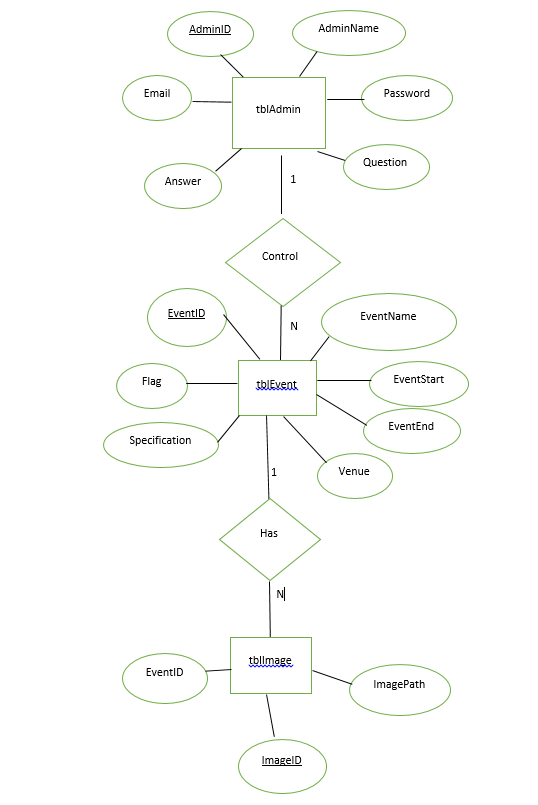 AdminID
AdminName
Email
tblAdmin
Password
Answer
Question
1
Control
EventID
N
EventName
Flag
tblEvent
EventStart
Specification
EventEnd
1
Venue
Has
N
EventID
tblImage
ImagePath
ImageID